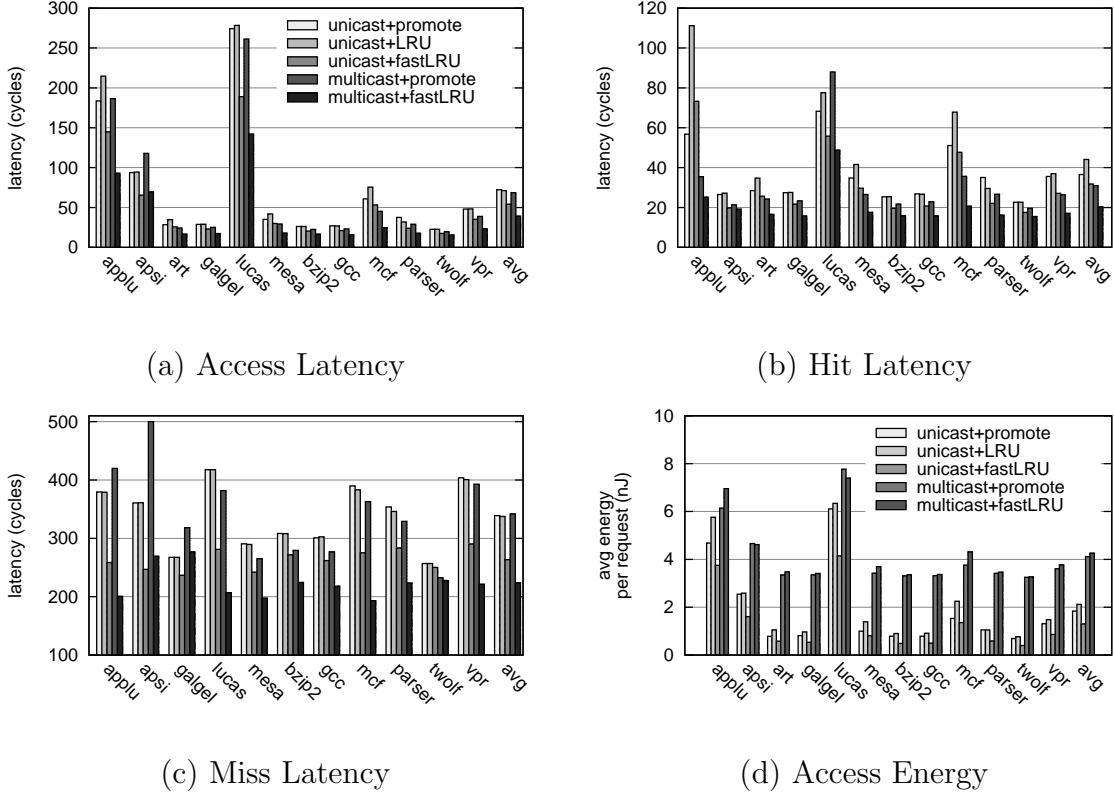 300
250
200
150
100
50
0
latency (cycles)
unicast+promote
unicast+LRU
unicast+fastLRU
multicast+promote
multicast+fastLRU
applu
apsi
art
galgel
lucas
mesa
bzip2
gcc
mcf
parser
twolf
vpr
avg
(a) Access Latency
120
100
80
60
40
20
0
latency (cycles)
applu
apsi
art
galgel
lucas
mesa
bzip2
gcc
mcf
parser
twolf
vpr
avg
(b) Hit Latency
500
400
300
200
100
latency (cycles)
applu
apsi
galgel
lucas
mesa
bzip2
gcc
mcf
parser
twolf
vpr
avg
(c) Miss Latency
10
8
6
4
2
0
avg energy
per request (nJ)
unicast+promote
unicast+LRU
unicast+fastLRU
multicast+promote
multicast+fastLRU
applu
apsi
art
galgel
lucas
mesa
bzip2
gcc
mcf
parser
twolf
vpr
avg
(d) Access Energy